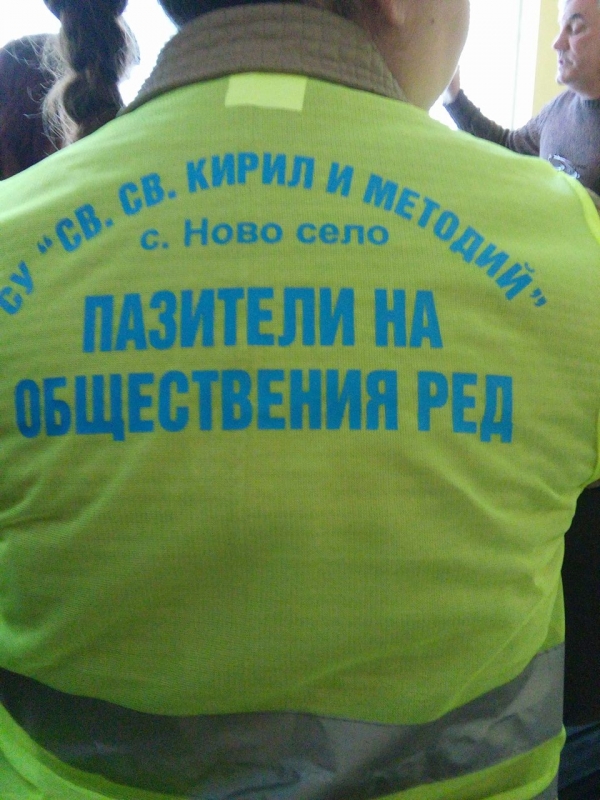 СУ "СВ. СВ. КИРИЛ И МЕТОДИЙ"
с. Ново село
ПАЗИТЕЛИ НА
ОБЩЕСТВЕНИЯ РЕД